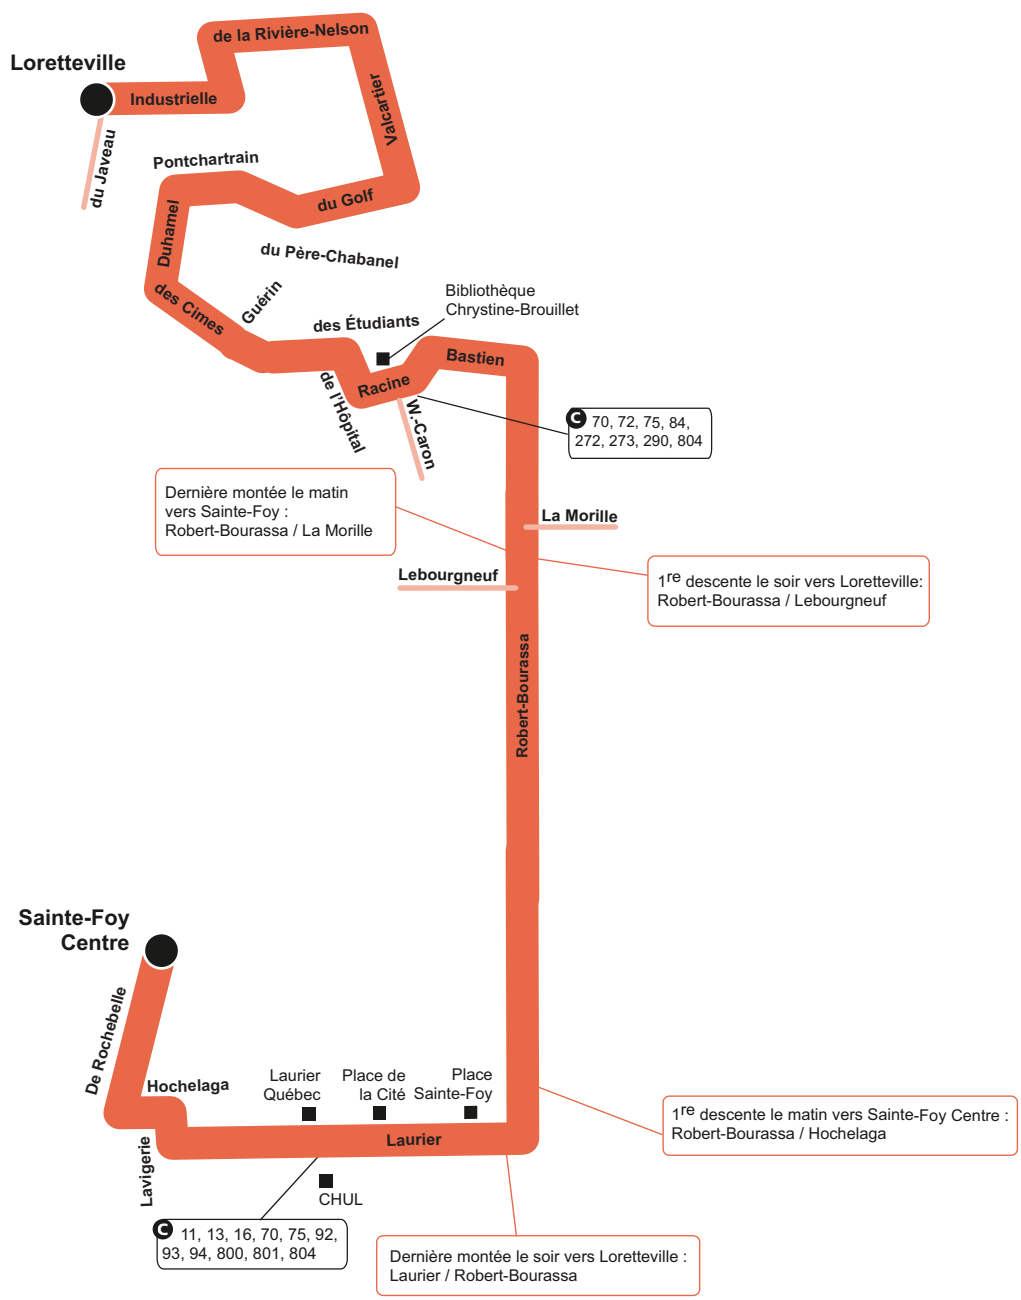 de la Rivière-Nelson
Loretteville
Industrielle
Valcartier
du Javeau
Pontchartrain
du Golf
Duhamel
du Père-Chabanel
des Cimes
Guérin
Bibliothèque
Chrystine-Brouillet
des Étudiants
Bastien
de l'Hôpital
Racine
W.-Caron
C 70, 72, 75, 84,
272, 273, 290, 804
Dernière montée le matin
vers Sainte-Foy :
Robert-Bourassa / La Morille
La Morille
Lebourgneuf
1re descente le soir vers Loretteville:
Robert-Bourassa / Lebourgneuf
Robert-Bourassa
Sainte-Foy
Centre
De Rochebelle
Hochelaga
Laurier
Québec
Place de
la Cité
Place
Sainte-Foy
1re descente le matin vers Sainte-Foy Centre :
Robert-Bourassa / Hochelaga
Laurier
Lavigerie
CHUL
C 11, 13, 16, 70, 75, 92,
93, 94, 800, 801, 804
Dernière montée le soir vers Loretteville :
Laurier / Robert-Bourassa